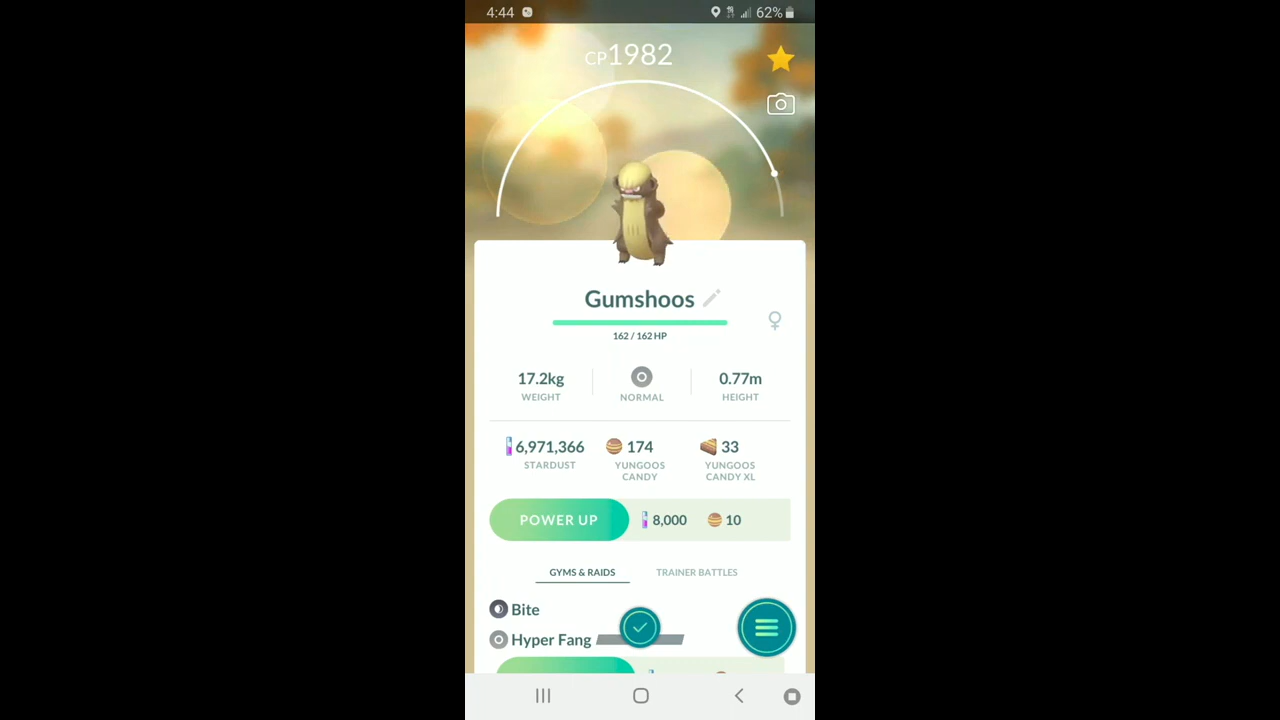 4:44 62%
CP1982
Gumshoos
162 / 162 HP
17.2kg 0.77m
WEIGHT NORMAL HEIGHT
6,971,366 174 33
STARDUST YUNGOOS CANDY YUNGOOS CANDY XL
POWER UP 8,000 10
GYMS & RAIDS TRAINER BATTLES
Bite
Hyper Fang